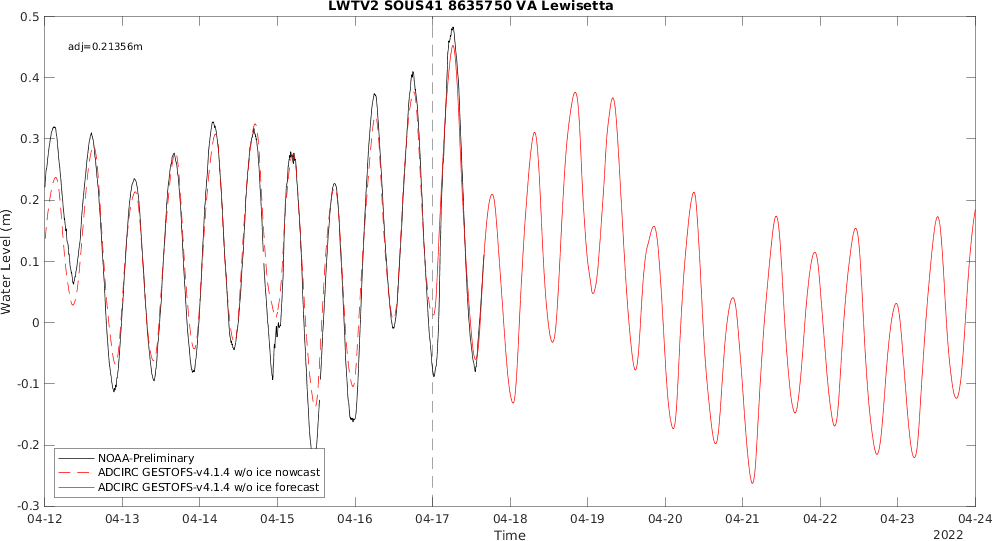 LWTV2 SOUS41 8635750 VA Lewisetta
adj=0.21356m
0.5
0.4
0.3
0.2
0.1
0
-0.1
-0.2
-0.3
Water Level (m)
NOAA-Preliminary
ADCIRC GESTOFS-v4.1.4 w/o ice nowcast
ADCIRC GESTOFS-v4.1.4 w/o ice forecast
04-12 04-13 04-14 04-15 04-16 04-17 04-18 04-19 04-20 04-21 04-22 04-23 04-24
Time
2022